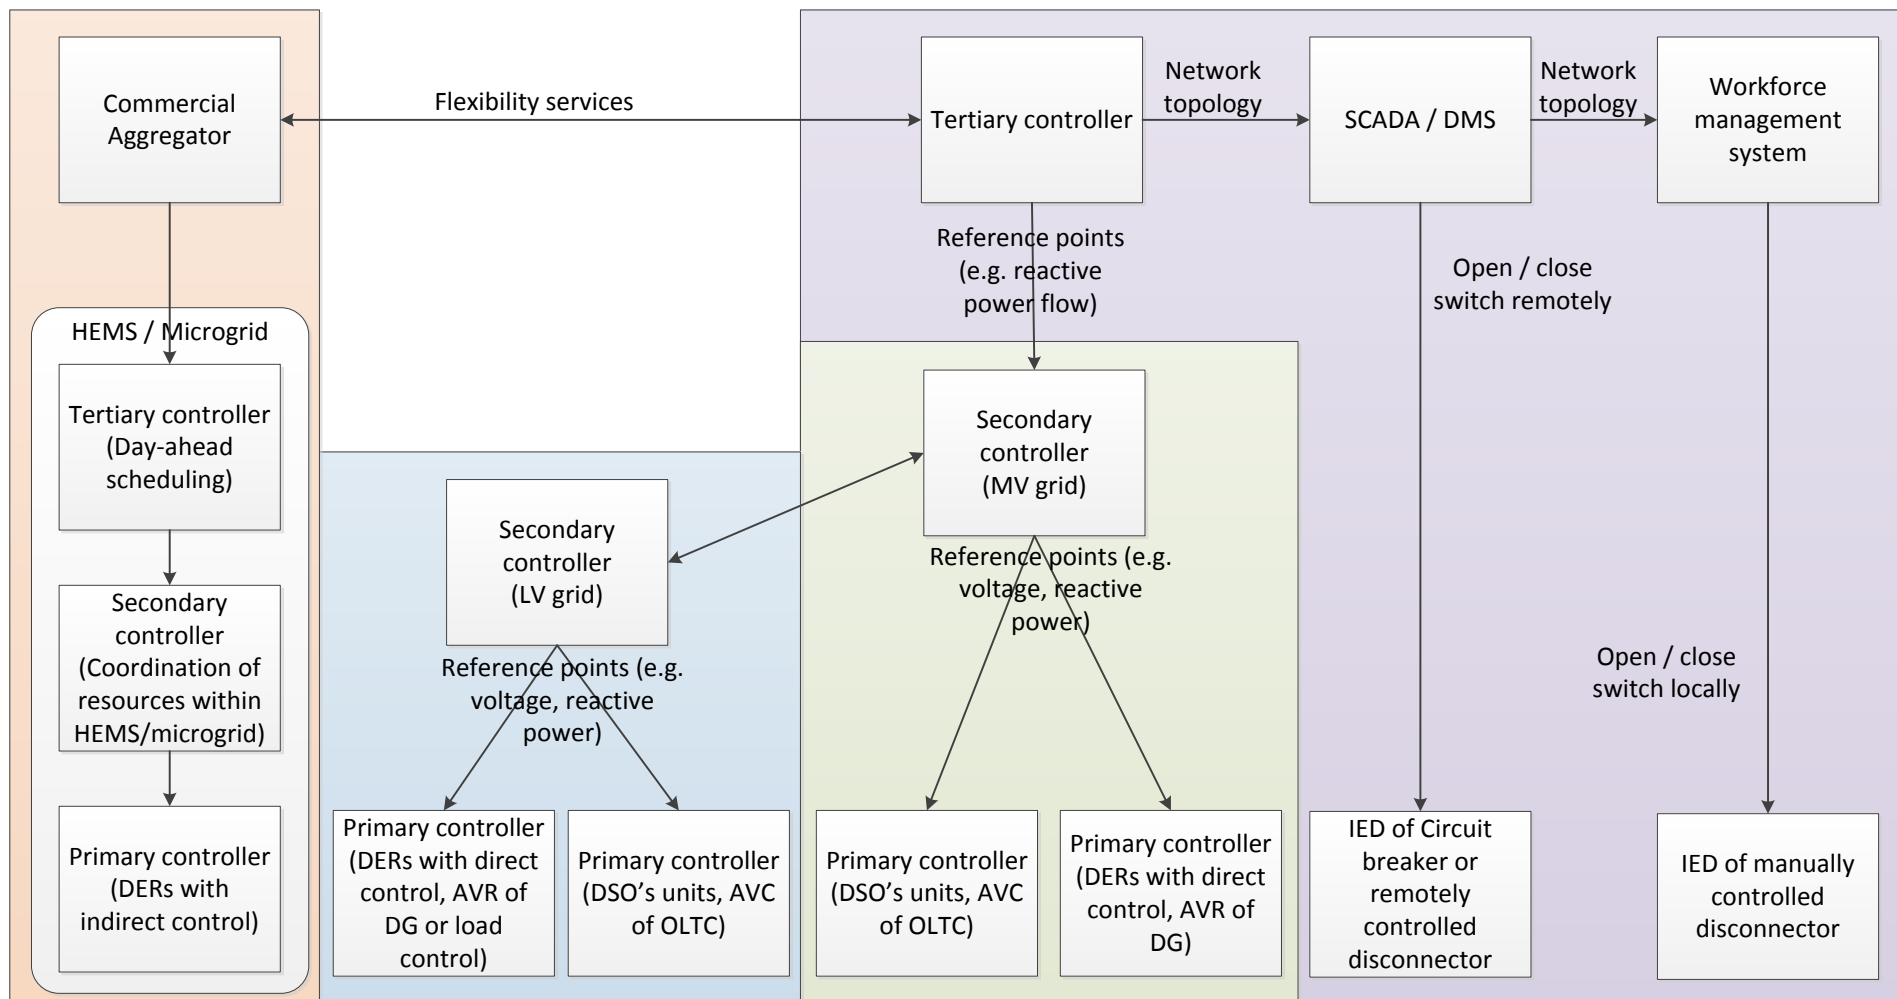 Commercial
Aggregator
Flexibility services
Tertiary controller
Network
topology
SCADA / DMS
Network
topology
Workforce
management
system
Reference points
(e.g. reactive
power flow)
Open / close
switch remotely
HEMS / Microgrid
Tertiary controller
(Day-ahead
scheduling)
Secondary
controller
(MV grid)
Secondary
controller
(LV grid)
Reference points (e.g.
voltage, reactive
power)
Secondary
controller
(Coordination of
resources within
HEMS/microgrid)
Reference points (e.g.
voltage, reactive
power)
Open / close
switch locally
Primary controller
(DERs with
indirect control)
Primary controller
(DERs with direct
control, AVR of
DG or load
control)
Primary controller
(DSO’s units, AVC
of OLTC)
Primary controller
(DSO’s units, AVC
of OLTC)
Primary controller
(DERs with direct
control, AVR of
DG)
IED of Circuit
breaker or
remotely
controlled
disconnector
IED of manually
controlled
disconnector